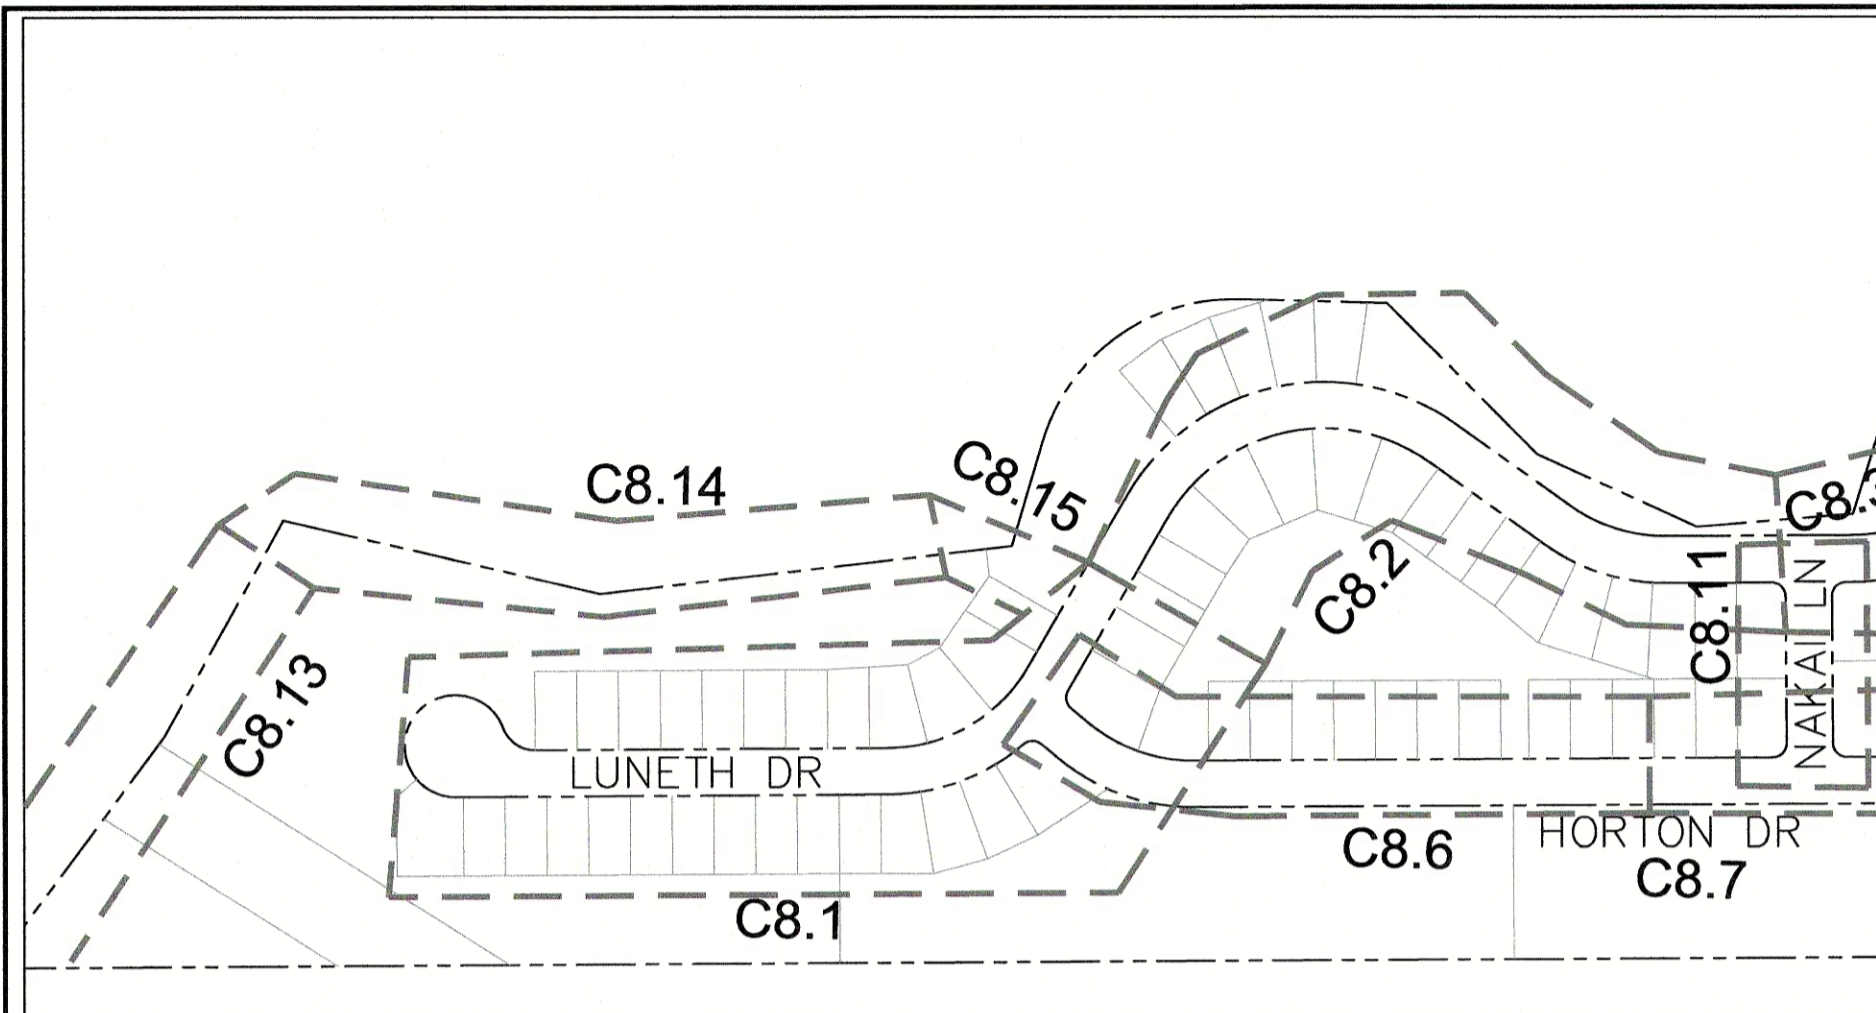 C8.14
C8.15
C8.2
C8.11
NAKAI LN
C8.13
LUNETH DR
HORTON DR
C8.6
C8.7
C8.1